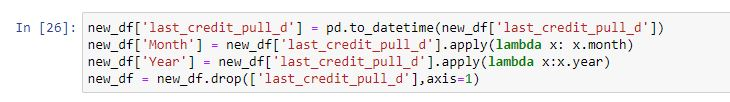 In [26]: new_df['last_credit_pull_d'] = pd.to_datetime(new_df['last_credit_pull_d'])
new_df['Month'] = new_df['last_credit_pull_d'].apply(lambda x: x.month)
new_df['Year'] = new_df['last_credit_pull_d'].apply(lambda x:x.year)
new_df = new_df.drop(['last_credit_pull_d'],axis=1)